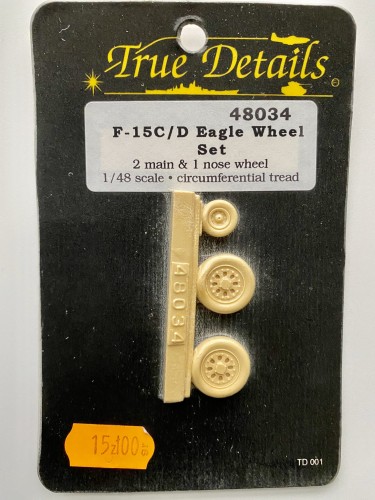 True Details
48034
F-15C/D Eagle Wheel
Set
2 main & 1 nose wheel
1/48 scale • circumferential tread
48034
TD 001